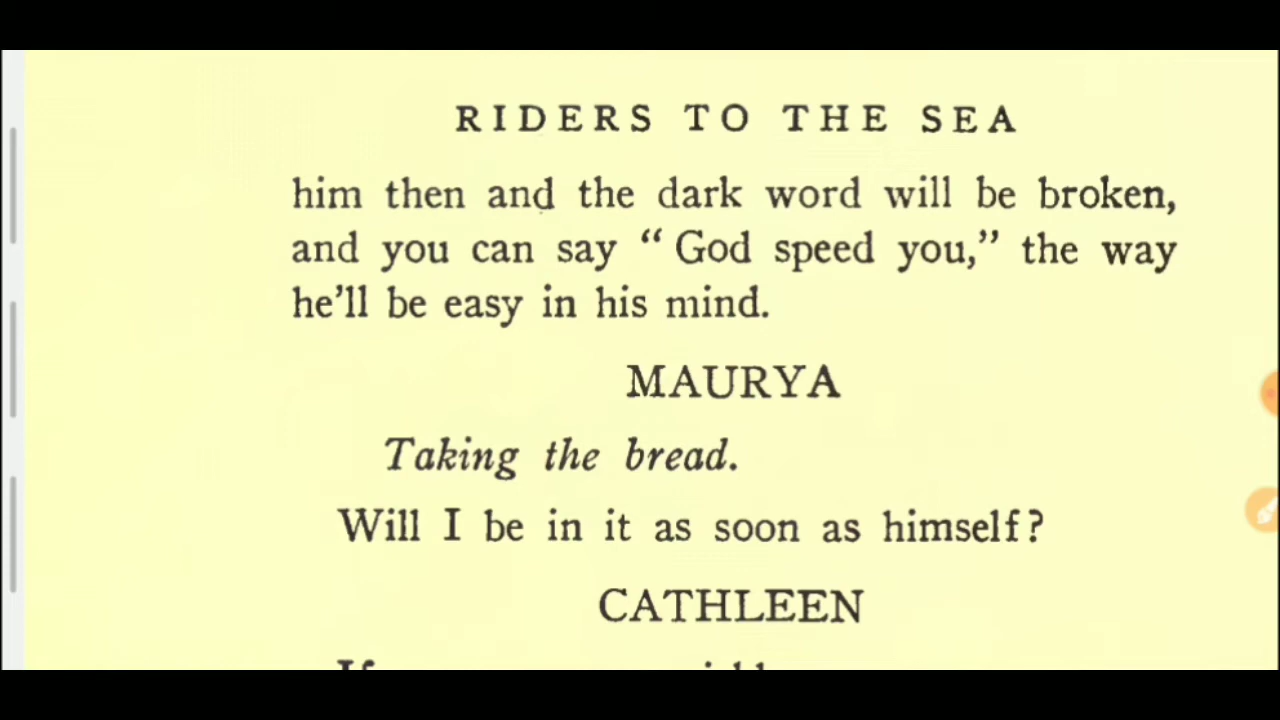 RIDERS TO THE SEA
him then and the dark word will be broken,
and you can say “ God speed you,” the way
he’ll be easy in his mind.
MAURYA
Taking the bread.
Will I be in it as soon as himself?
CATHLEEN
If